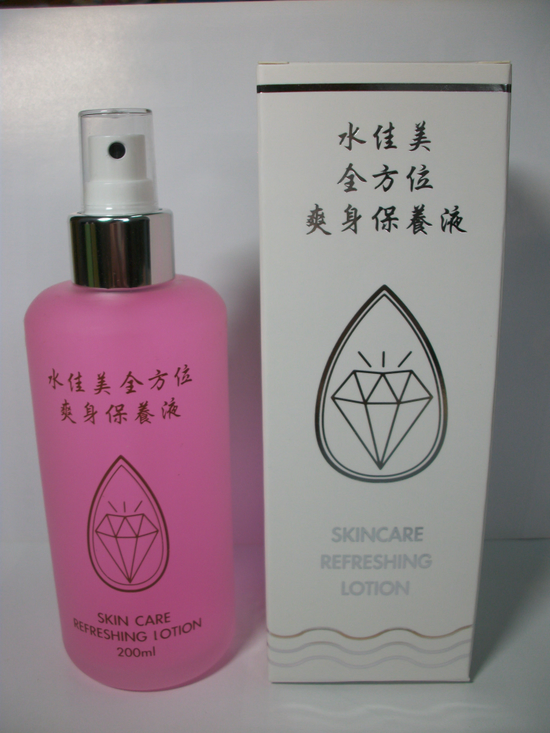 水佳美全方位
爽身保養液
SKIN CARE
REFRESHING LOTION
200ml
水佳美
全方位
爽身保養液
SKINCARE
REFRESHING
LOTION